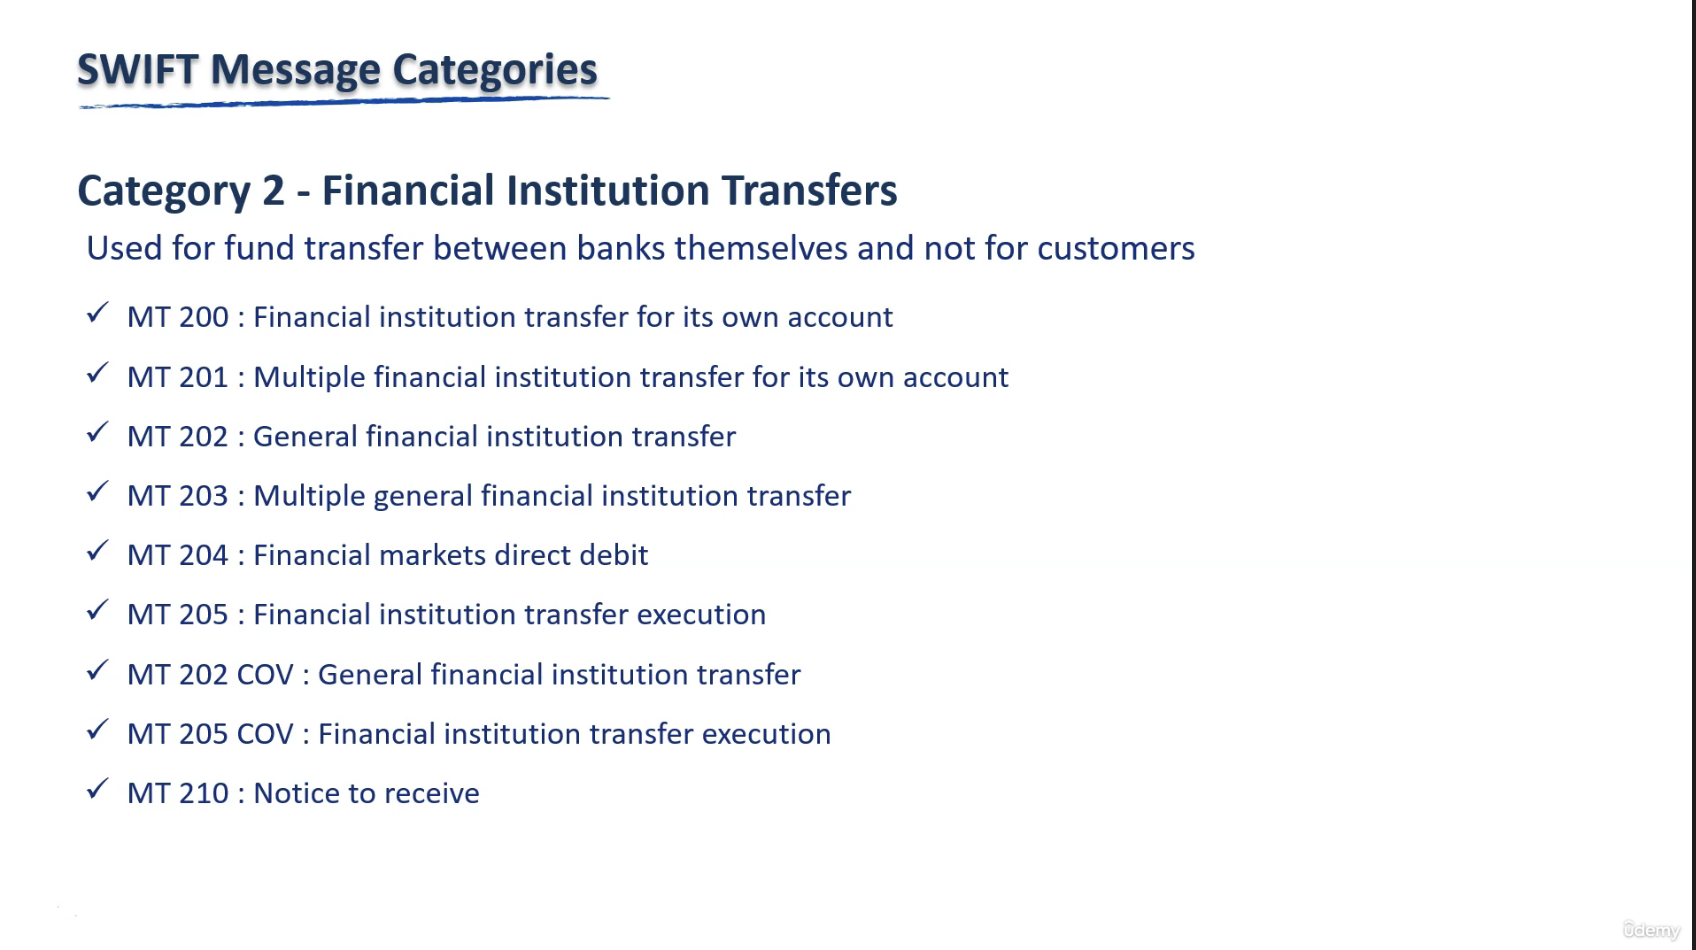 SWIFT Message Categories
Category 2 - Financial Institution Transfers
Used for fund transfer between banks themselves and not for customers
✓ MT 200 : Financial institution transfer for its own account
✓ MT 201 : Multiple financial institution transfer for its own account
✓ MT 202 : General financial institution transfer
✓ MT 203 : Multiple general financial institution transfer
✓ MT 204 : Financial markets direct debit
✓ MT 205 : Financial institution transfer execution
✓ MT 202 COV : General financial institution transfer
✓ MT 205 COV : Financial institution transfer execution
✓ MT 210 : Notice to receive
ûdemy